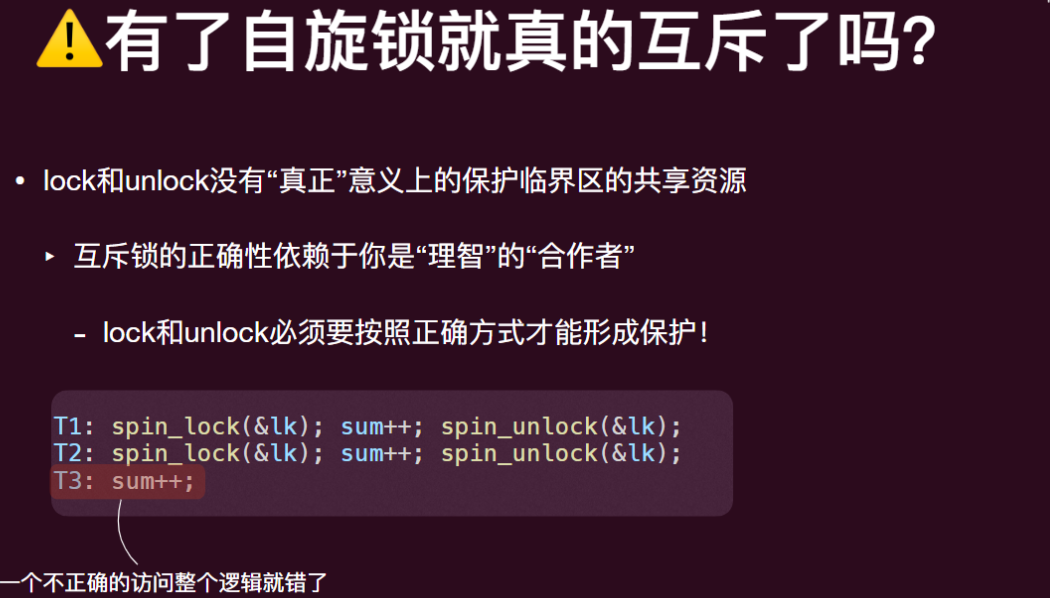 ⚠️有了自旋锁就真的互斥了吗?
• lock和unlock没有“真正”意义上的保护临界区的共享资源
‣ 互斥锁的正确性依赖于你是“理智”的“合作者”
- lock和unlock必须要按照正确方式才能形成保护！
T1: spin_lock(&lk); sum++; spin_unlock(&lk);
T2: spin_lock(&lk); sum++; spin_unlock(&lk);
T3: sum++;
一个不正确的访问整个逻辑就错了